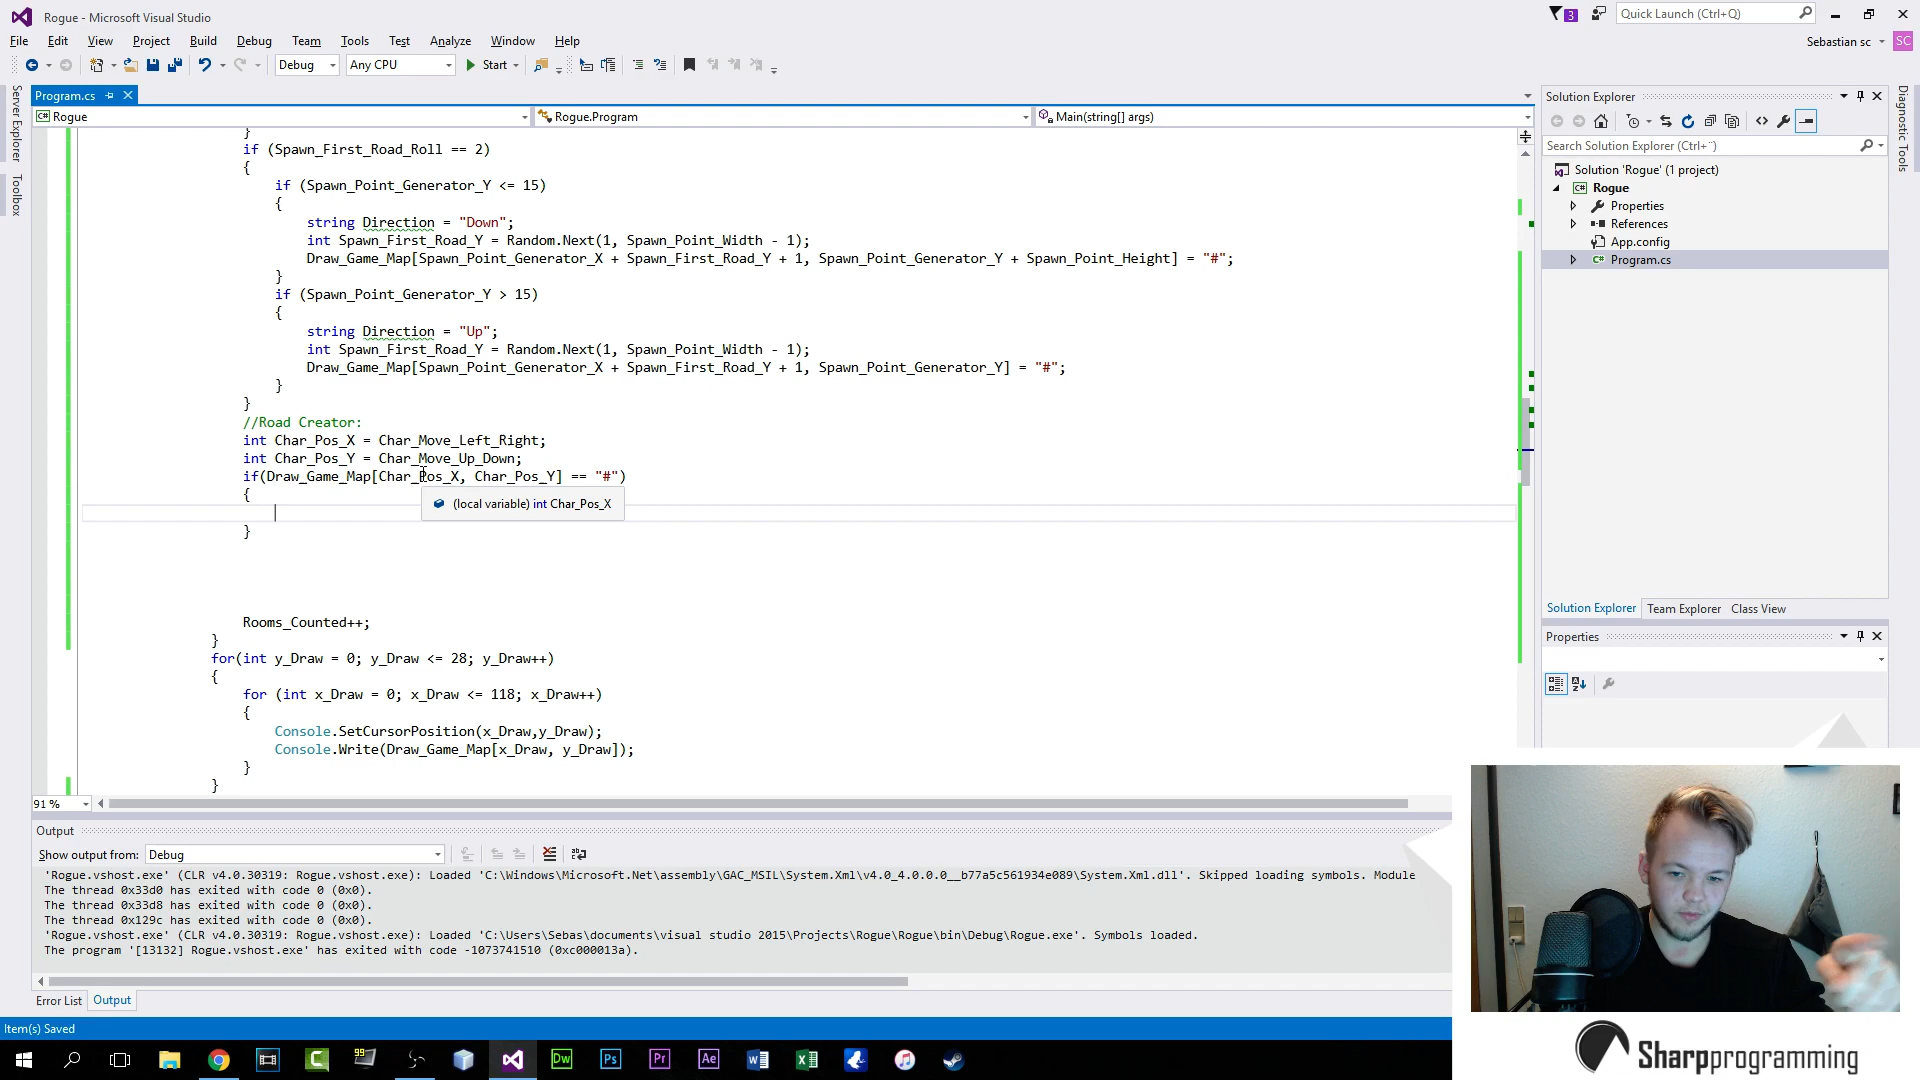 Rogue - Microsoft Visual Studio
3
Quick Launch (Ctrl+Q)
File Edit View Project Build Debug Team Tools Test Analyze Window Help
Sebastian sc SC
Debug Any CPU Start
Server Explorer
Toolbox
Program.cs
Rogue Rogue.Program Main(string[] args)
}
if (Spawn_First_Road_Roll == 2)
{
if (Spawn_Point_Generator_Y <= 15)
{
string Direction = "Down";
int Spawn_First_Road_Y = Random.Next(1, Spawn_Point_Width - 1);
Draw_Game_Map[Spawn_Point_Generator_X + Spawn_First_Road_Y + 1, Spawn_Point_Generator_Y + Spawn_Point_Height] = "#";
}
if (Spawn_Point_Generator_Y > 15)
{
string Direction = "Up";
int Spawn_First_Road_Y = Random.Next(1, Spawn_Point_Width - 1);
Draw_Game_Map[Spawn_Point_Generator_X + Spawn_First_Road_Y + 1, Spawn_Point_Generator_Y] = "#";
}
}
//Road Creator:
int Char_Pos_X = Char_Move_Left_Right;
int Char_Pos_Y = Char_Move_Up_Down;
if(Draw_Game_Map[Char_Pos_X, Char_Pos_Y] == "#")
{
(local variable) int Char_Pos_X
}
Rooms_Counted++;
}
for(int y_Draw = 0; y_Draw <= 28; y_Draw++)
{
for (int x_Draw = 0; x_Draw <= 118; x_Draw++)
{
Console.SetCursorPosition(x_Draw,y_Draw);
Console.Write(Draw_Game_Map[x_Draw, y_Draw]);
}
}
91 %
Solution Explorer
Search Solution Explorer (Ctrl+¨)
Solution 'Rogue' (1 project)
Rogue
Properties
References
App.config
Program.cs
Solution Explorer Team Explorer Class View
Properties
Diagnostic Tools
Output
Show output from: Debug
'Rogue.vshost.exe' (CLR v4.0.30319: Rogue.vshost.exe): Loaded 'C:\Windows\Microsoft.Net\assembly\GAC_MSIL\System.Xml\v4.0_4.0.0.0__b77a5c561934e089\System.Xml.dll'. Skipped loading symbols. Module
The thread 0x33d0 has exited with code 0 (0x0).
The thread 0x33d8 has exited with code 0 (0x0).
The thread 0x129c has exited with code 0 (0x0).
'Rogue.vshost.exe' (CLR v4.0.30319: Rogue.vshost.exe): Loaded 'C:\Users\Sebas\documents\visual studio 2015\Projects\Rogue\Rogue\bin\Debug\Rogue.exe'. Symbols loaded.
The program '[13132] Rogue.vshost.exe' has exited with code -1073741510 (0xc000013a).
Error List Output
Item(s) Saved
99 Dw Ps Pr Ae
Sharpprogramming